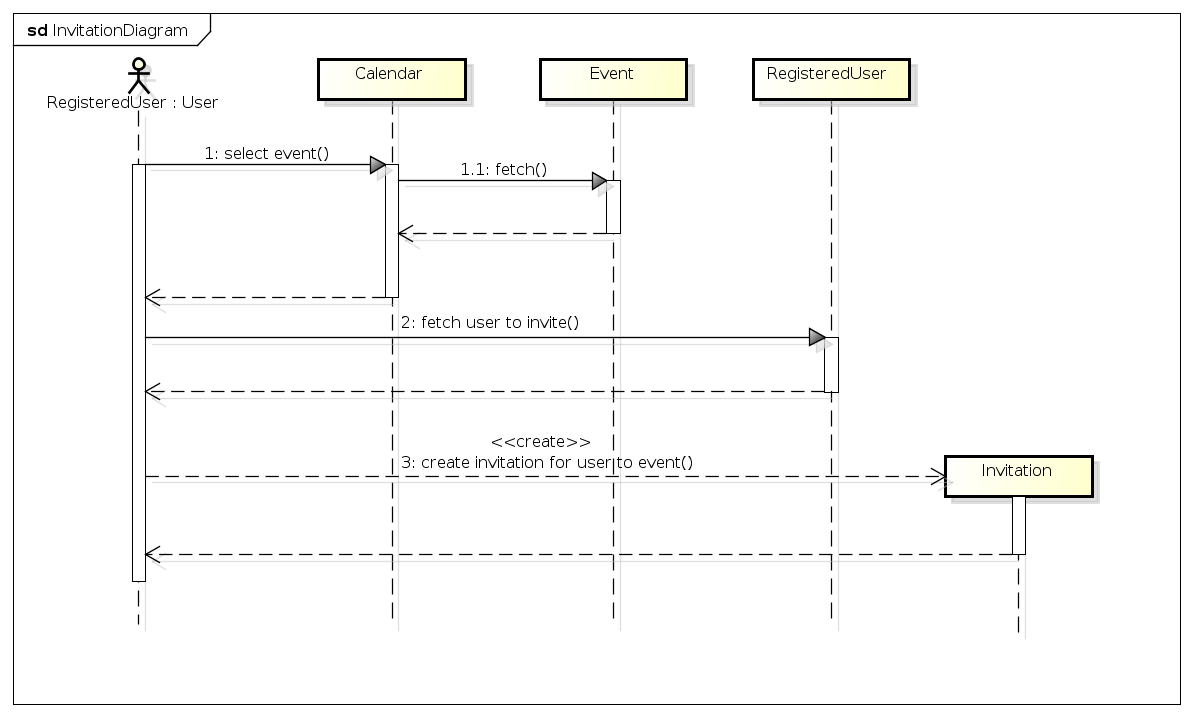 sd InvitationDiagram
RegisteredUser : User
Calendar
Event
RegisteredUser
1: select event()
1.1: fetch()
2: fetch user to invite()
<<create>>
3: create invitation for user to event()
Invitation